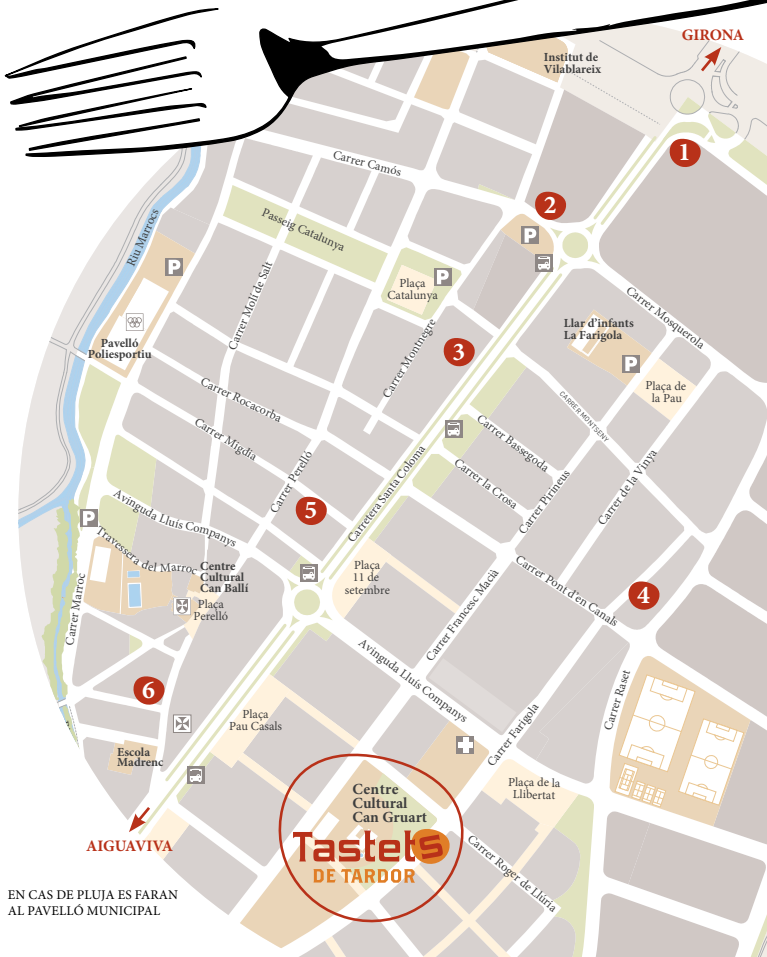 GIRONA
Institut de
Vilablareix
1
Carrer Camós
2
Passeig Catalunya
Riu Marrocs
P
P
P
Plaça
Catalunya
Carrer Molí de Salt
Carrer Mosquerola
Llar d'infants
La Farigola
Pavelló
Poliesportiu
3
Carrer Montnegre
P
Plaça de
la Pau
Carrer Rocacorba
CARRER MONTSENY
Carrer Migdia
Carrer Bassegoda
Carrer Perelló
Carretera Santa Coloma
Carrer la Crosa
Carrer Pirineus
Carrer de la Vinya
5
Avinguda Lluís Companys
P
Travessera del Marroc
Centre
Cultural
Can Ballí
Plaça
11 de
setembre
Carrer Pont d'en Canals
4
Plaça
Perelló
Carrer Marroc
Carrer Francesc Macià
6
Avinguda Lluís Companys
Carrer Raset
Plaça
Pau Casals
Carrer Farigola
Escola
Madrenc
Plaça de la
Llibertat
Centre
Cultural
Can Gruart
Tastets
DE TARDOR
Carrer Roger de Llúria
AIGUAVIVA
EN CAS DE PLUJA ES FARAN
AL PAVELLÓ MUNICIPAL